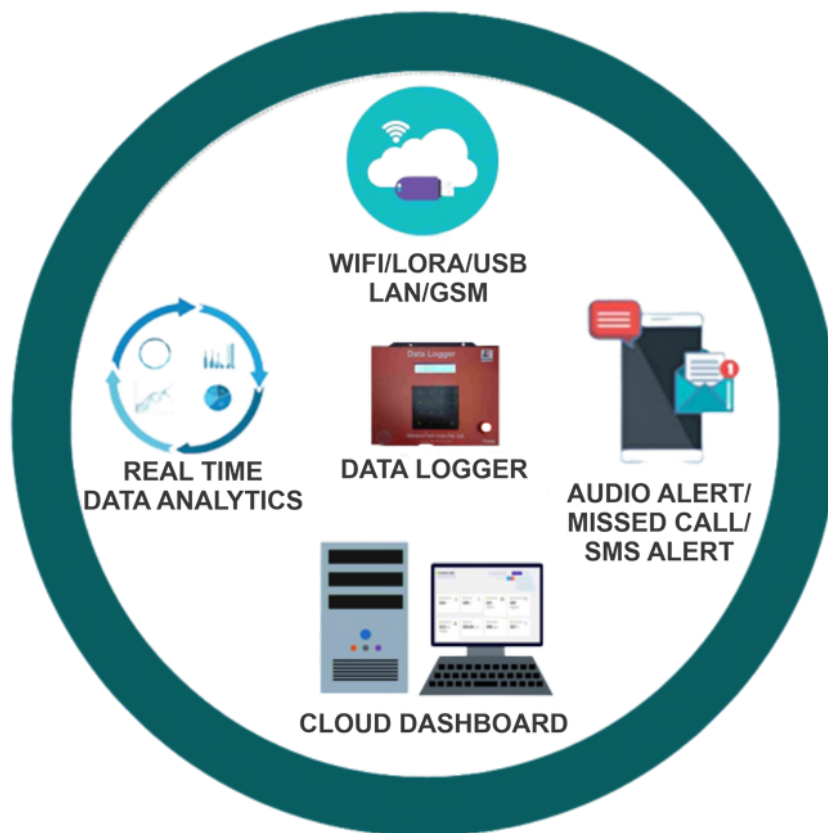 WIFI/LORA/USB
LAN/GSM
Data Logger
DATA LOGGER
REAL TIME
DATA ANALYTICS
1
AUDIO ALERT/
MISSED CALL/
SMS ALERT
CLOUD DASHBOARD